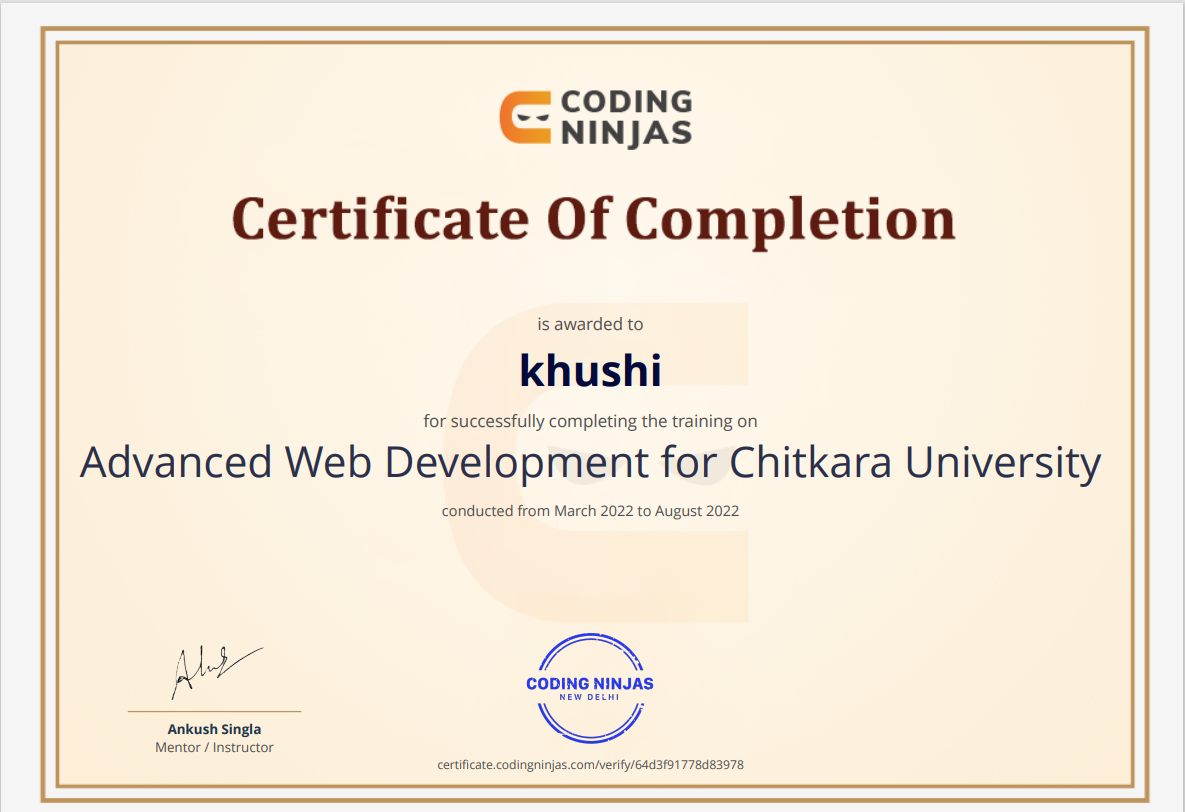 CODING
NINJAS
Certificate Of Completion
is awarded to
khushi
for successfully completing the training on
Advanced Web Development for Chitkara University
conducted from March 2022 to August 2022
CODING NINJAS
NEW DELHI
Ankush Singla
Mentor / Instructor
certificate.codingninjas.com/verify/64d3f91778d83978